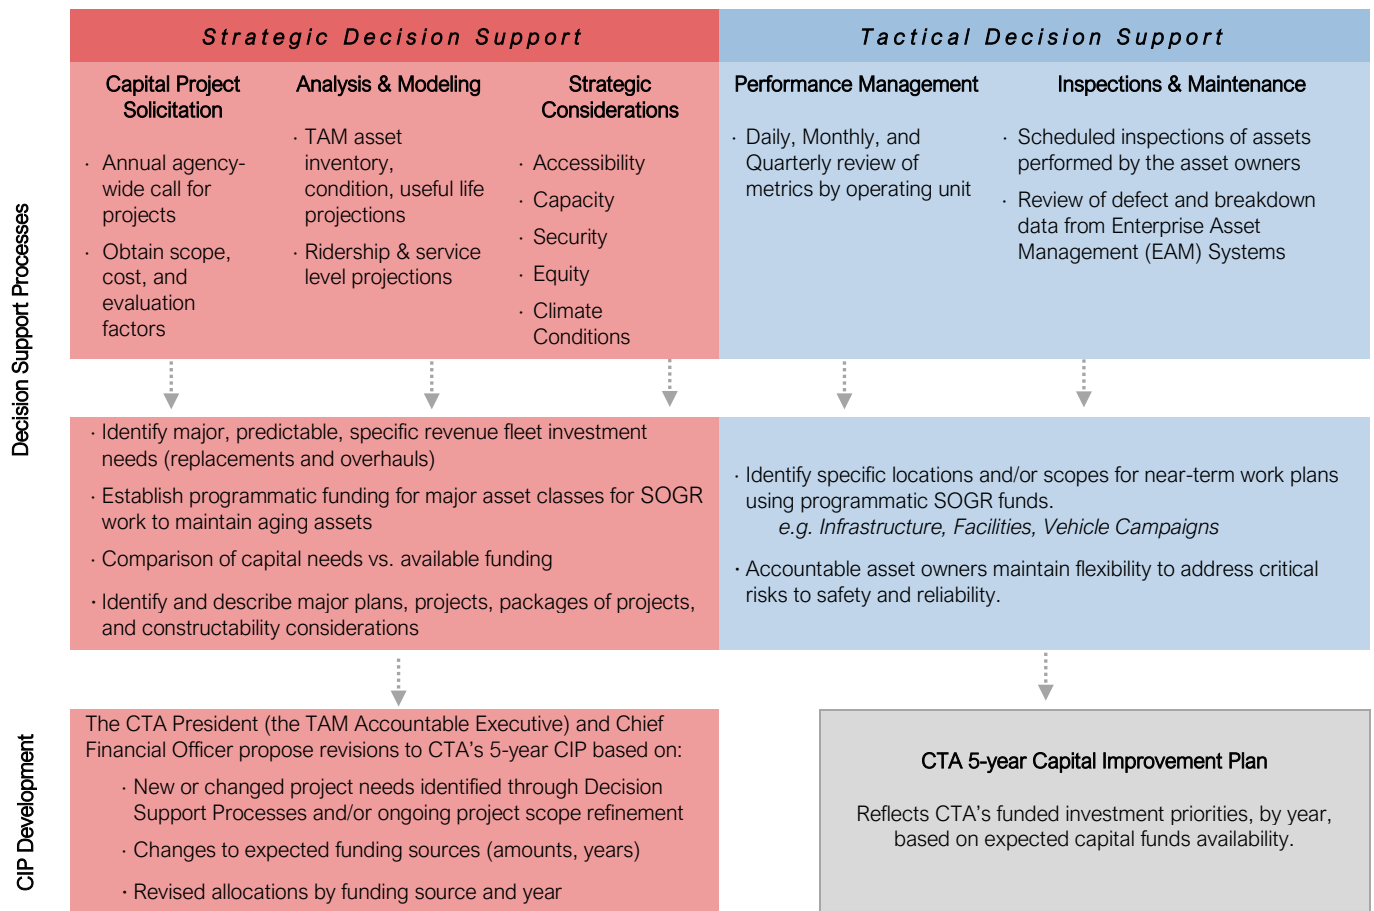 Strategic Decision Support
Tactical Decision Support
Decision Support Processes
Capital Project
Solicitation
· Annual agency-
wide call for
projects
· Obtain scope,
cost, and
evaluation
factors
Analysis & Modeling
· TAM asset
inventory,
condition, useful life
projections
· Ridership & service
level projections
Strategic
Considerations
· Accessibility
· Capacity
· Security
· Equity
· Climate
Conditions
Performance Management
· Daily, Monthly, and
Quarterly review of
metrics by operating unit
Inspections & Maintenance
· Scheduled inspections of assets
performed by the asset owners
· Review of defect and breakdown
data from Enterprise Asset
Management (EAM) Systems
· Identify major, predictable, specific revenue fleet investment
needs (replacements and overhauls)
· Establish programmatic funding for major asset classes for SOGR
work to maintain aging assets
· Comparison of capital needs vs. available funding
· Identify and describe major plans, projects, packages of projects,
and constructability considerations
· Identify specific locations and/or scopes for near-term work plans
using programmatic SOGR funds.
e.g. Infrastructure, Facilities, Vehicle Campaigns
· Accountable asset owners maintain flexibility to address critical
risks to safety and reliability.
CIP Development
The CTA President (the TAM Accountable Executive) and Chief
Financial Officer propose revisions to CTA's 5-year CIP based on:
· New or changed project needs identified through Decision
Support Processes and/or ongoing project scope refinement
· Changes to expected funding sources (amounts, years)
· Revised allocations by funding source and year
CTA 5-year Capital Improvement Plan
Reflects CTA's funded investment priorities, by year,
based on expected capital funds availability.